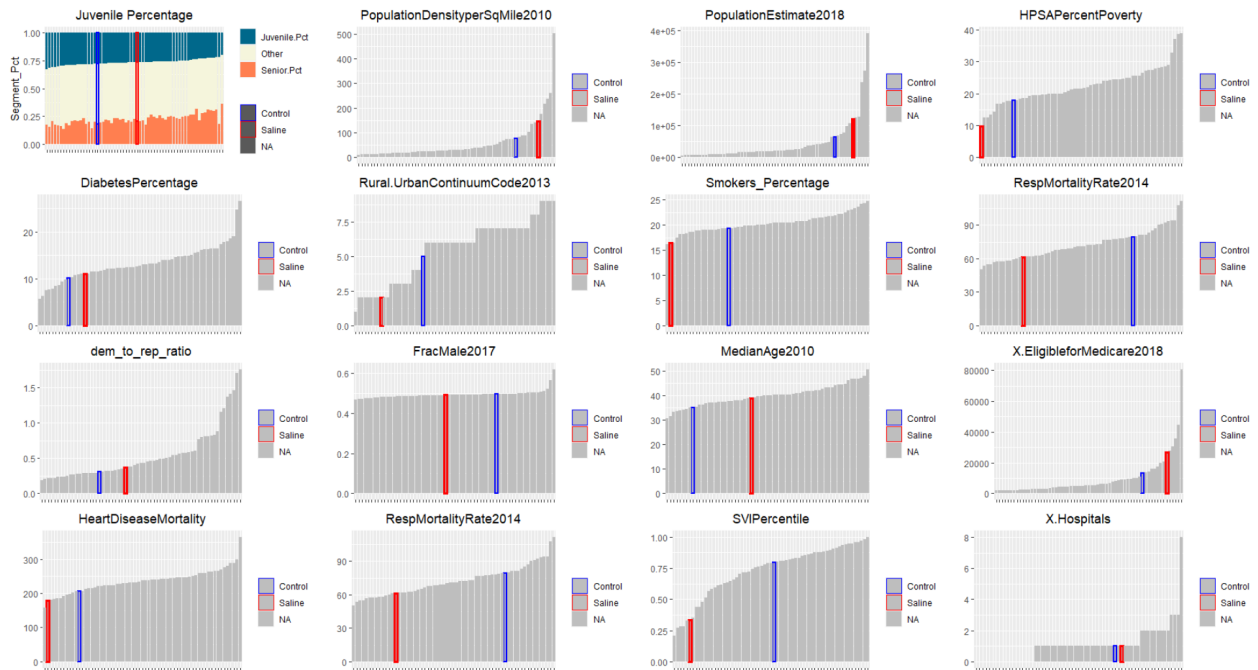 Juvenile Percentage
Segment_Pct
1.00
0.75
0.50
0.25
0.00
Juvenile.Pct
Other
Senior.Pct
Control
Saline
NA
PopulationDensityperSqMile2010
500
400
300
200
100
0
Control
Saline
NA
PopulationEstimate2018
4e+05
3e+05
2e+05
1e+05
0e+00
Control
Saline
NA
HPSAPercentPoverty
40
30
20
10
0
Control
Saline
NA
DiabetesPercentage
20
10
0
Control
Saline
NA
Rural.UrbanContinuumCode2013
7.5
5.0
2.5
0.0
Control
Saline
NA
Smokers_Percentage
25
20
15
10
5
0
Control
Saline
NA
RespMortalityRate2014
90
60
30
0
Control
Saline
NA
dem_to_rep_ratio
1.5
1.0
0.5
0.0
Control
Saline
NA
FracMale2017
0.6
0.4
0.2
0.0
Control
Saline
NA
MedianAge2010
50
40
30
20
10
0
Control
Saline
NA
X.EligibleforMedicare2018
80000
60000
40000
20000
0
Control
Saline
NA
HeartDiseaseMortality
300
200
100
0
Control
Saline
NA
RespMortalityRate2014
90
60
30
0
Control
Saline
NA
SVIPercentile
1.00
0.75
0.50
0.25
0.00
Control
Saline
NA
X.Hospitals
8
6
4
2
0
Control
Saline
NA